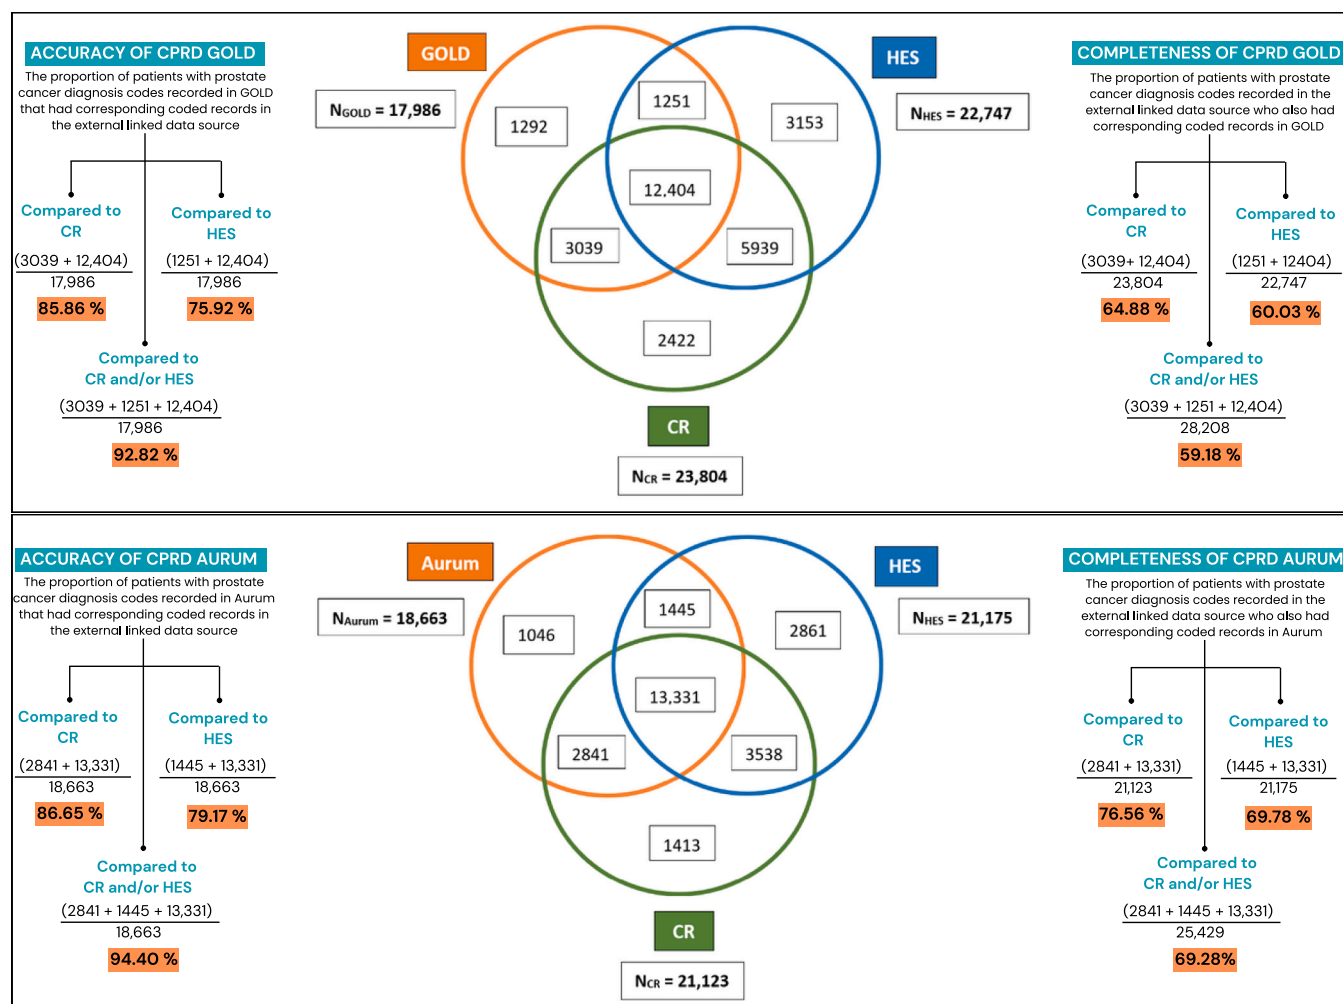 ACCURACY OF CPRD GOLD
The proportion of patients with prostate
cancer diagnosis codes recorded in GOLD
that had corresponding coded records in
the external linked data source
Compared to
CR
(3039 + 12,404)
17,986
85.86 %
Compared to
HES
(1251 + 12,404)
17,986
75.92 %
Compared to
CR and/or HES
(3039 + 1251 + 12,404)
17,986
92.82 %
GOLD
NGOLD = 17,986
HES
NHES = 22,747
1292
1251
3153
12,404
3039
5939
2422
CR
NCR = 23,804
COMPLETENESS OF CPRD GOLD
The proportion of patients with prostate
cancer diagnosis codes recorded in the
external linked data source who also had
corresponding coded records in GOLD
Compared to
CR
(3039+ 12,404)
23,804
64.88 %
Compared to
HES
(1251 + 12404)
22,747
60.03 %
Compared to
CR and/or HES
(3039 + 1251 + 12,404)
28,208
59.18 %
ACCURACY OF CPRD AURUM
The proportion of patients with prostate
cancer diagnosis codes recorded in Aurum
that had corresponding coded records in
the external linked data source
Compared to
CR
(2841 + 13,331)
18,663
86.65 %
Compared to
HES
(1445 + 13,331)
18,663
79.17 %
Compared to
CR and/or HES
(2841 + 1445 + 13,331)
18,663
94.40 %
Aurum
NAurum = 18,663
HES
NHES = 21,175
1046
1445
2861
13,331
2841
3538
1413
CR
NCR = 21,123
COMPLETENESS OF CPRD AURUM
The proportion of patients with prostate
cancer diagnosis codes recorded in the
external linked data source who also had
corresponding coded records in Aurum
Compared to
CR
(2841 + 13,331)
21,123
76.56 %
Compared to
HES
(1445 + 13,331)
21,175
69.78 %
Compared to
CR and/or HES
(2841 + 1445 + 13,331)
25,429
69.28%